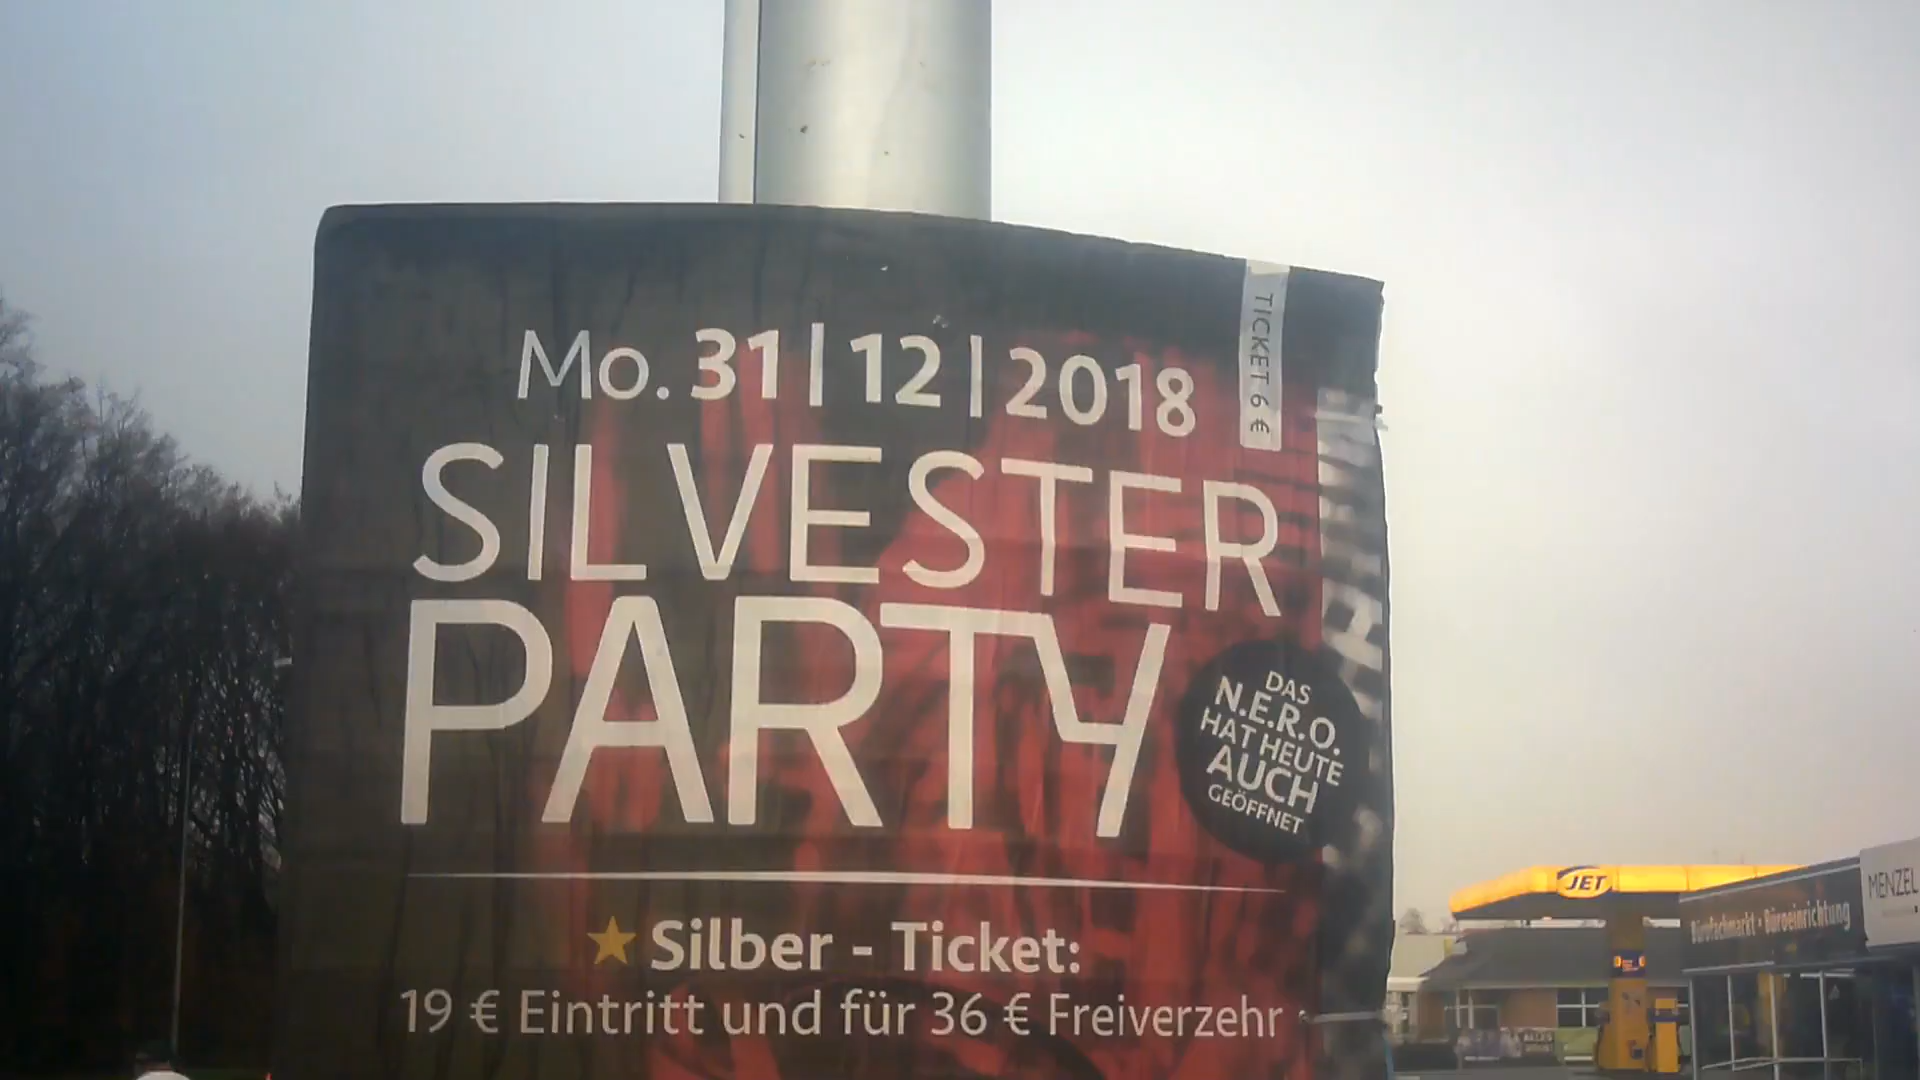 Mo. 31|12|2018
TICKET 6 €
SILVESTER
PARTY
DAS
N.E.R.O.
HAT HEUTE
AUCH
GEÖFFNET
Silber - Ticket:
19 € Eintritt und für 36 € Freiverzehr
JET
Bürofachmarkt • Büroeinrichtung
MENZEL